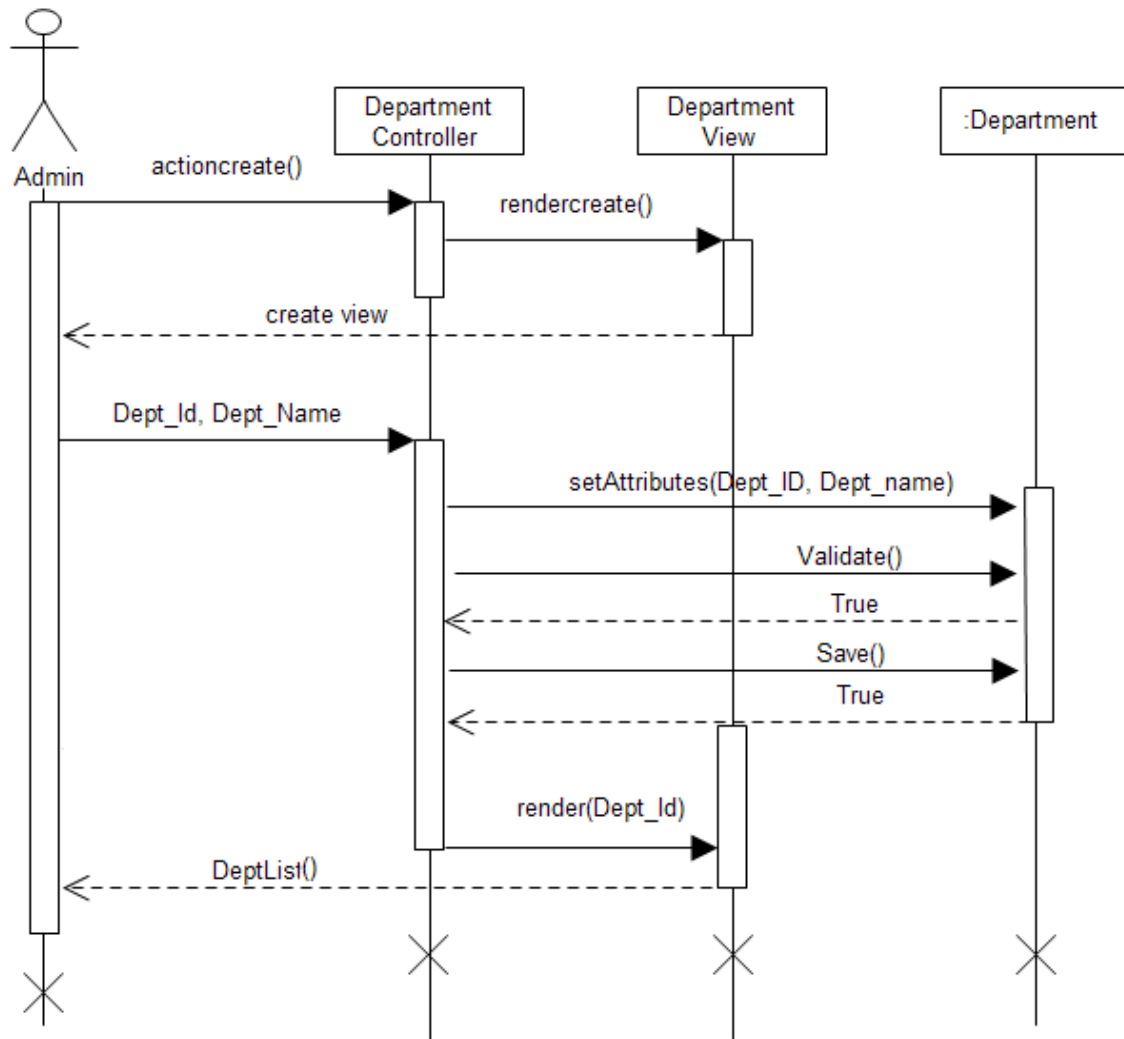 Department
Controller
Department
View
:Department
Admin
actioncreate()
rendercreate()
create view
Dept_Id, Dept_Name
setAttributes(Dept_ID, Dept_name)
Validate()
True
Save()
True
render(Dept_Id)
DeptList()